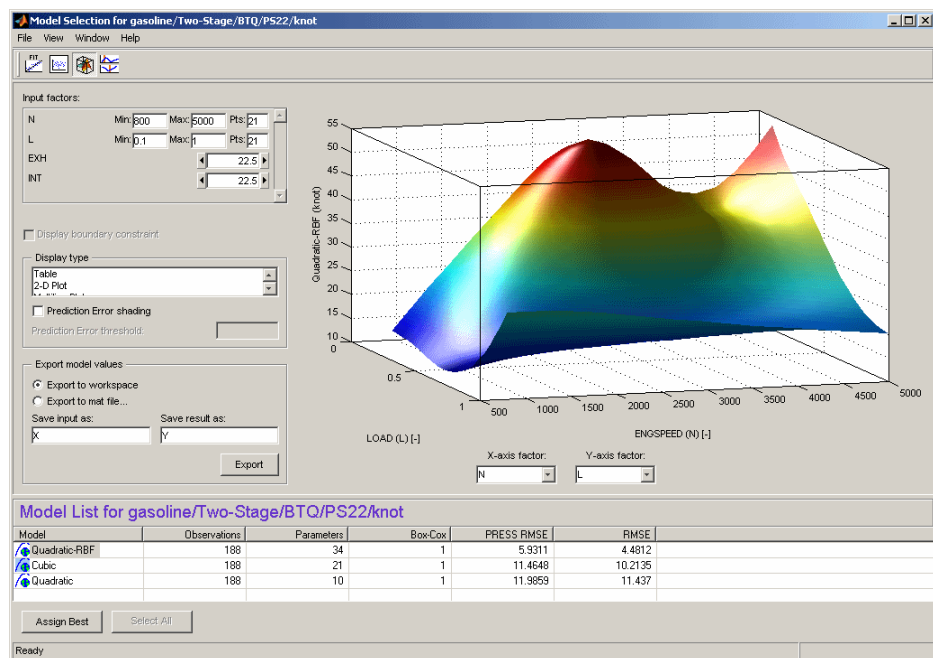 Model Selection for gasoline/Two-Stage/BTQ/PS22/knot
File View Window Help
FIT
Input factors:
N Min: 800 Max: 5000 Pts: 21
L Min: 0.1 Max: 1 Pts: 21
EXH 22.5
INT 22.5
Display boundary constraint
Display type
Table
2-D Plot
Prediction Error shading
Prediction Error threshold:
Export model values
Export to workspace
Export to mat file...
Save input as: Save result as:
X Y
Export
Quadratic-RBF (knot)
55
50
45
40
35
30
25
20
15
10
0
0.5
1
500 1000 1500 2000 2500 3000 3500 4000 4500 5000
LOAD (L) [-]
ENGSPEED (N) [-]
X-axis factor: Y-axis factor:
N L
Model List for gasoline/Two-Stage/BTQ/PS22/knot
Model Observations Parameters Box-Cox PRESS RMSE RMSE
Quadratic-RBF 188 34 1 5.9311 4.4812
Cubic 188 21 1 11.4648 10.2135
Quadratic 188 10 1 11.9859 11.437
Assign Best Select All
Ready